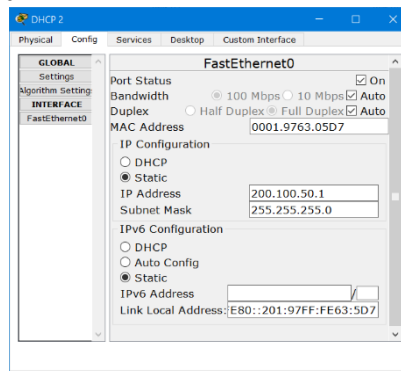 DHCP 2
Physical Config Services Desktop Custom Interface
GLOBAL
Settings
Algorithm Setting
INTERFACE
FastEthernet0
FastEthernet0
Port Status On
Bandwidth 100 Mbps 10 Mbps Auto
Duplex Half Duplex Full Duplex Auto
MAC Address 0001.9763.05D7
IP Configuration
DHCP
Static
IP Address 200.100.50.1
Subnet Mask 255.255.255.0
IPv6 Configuration
DHCP
Auto Config
Static
IPv6 Address /
Link Local Address: E80::201:97FF:FE63:5D7